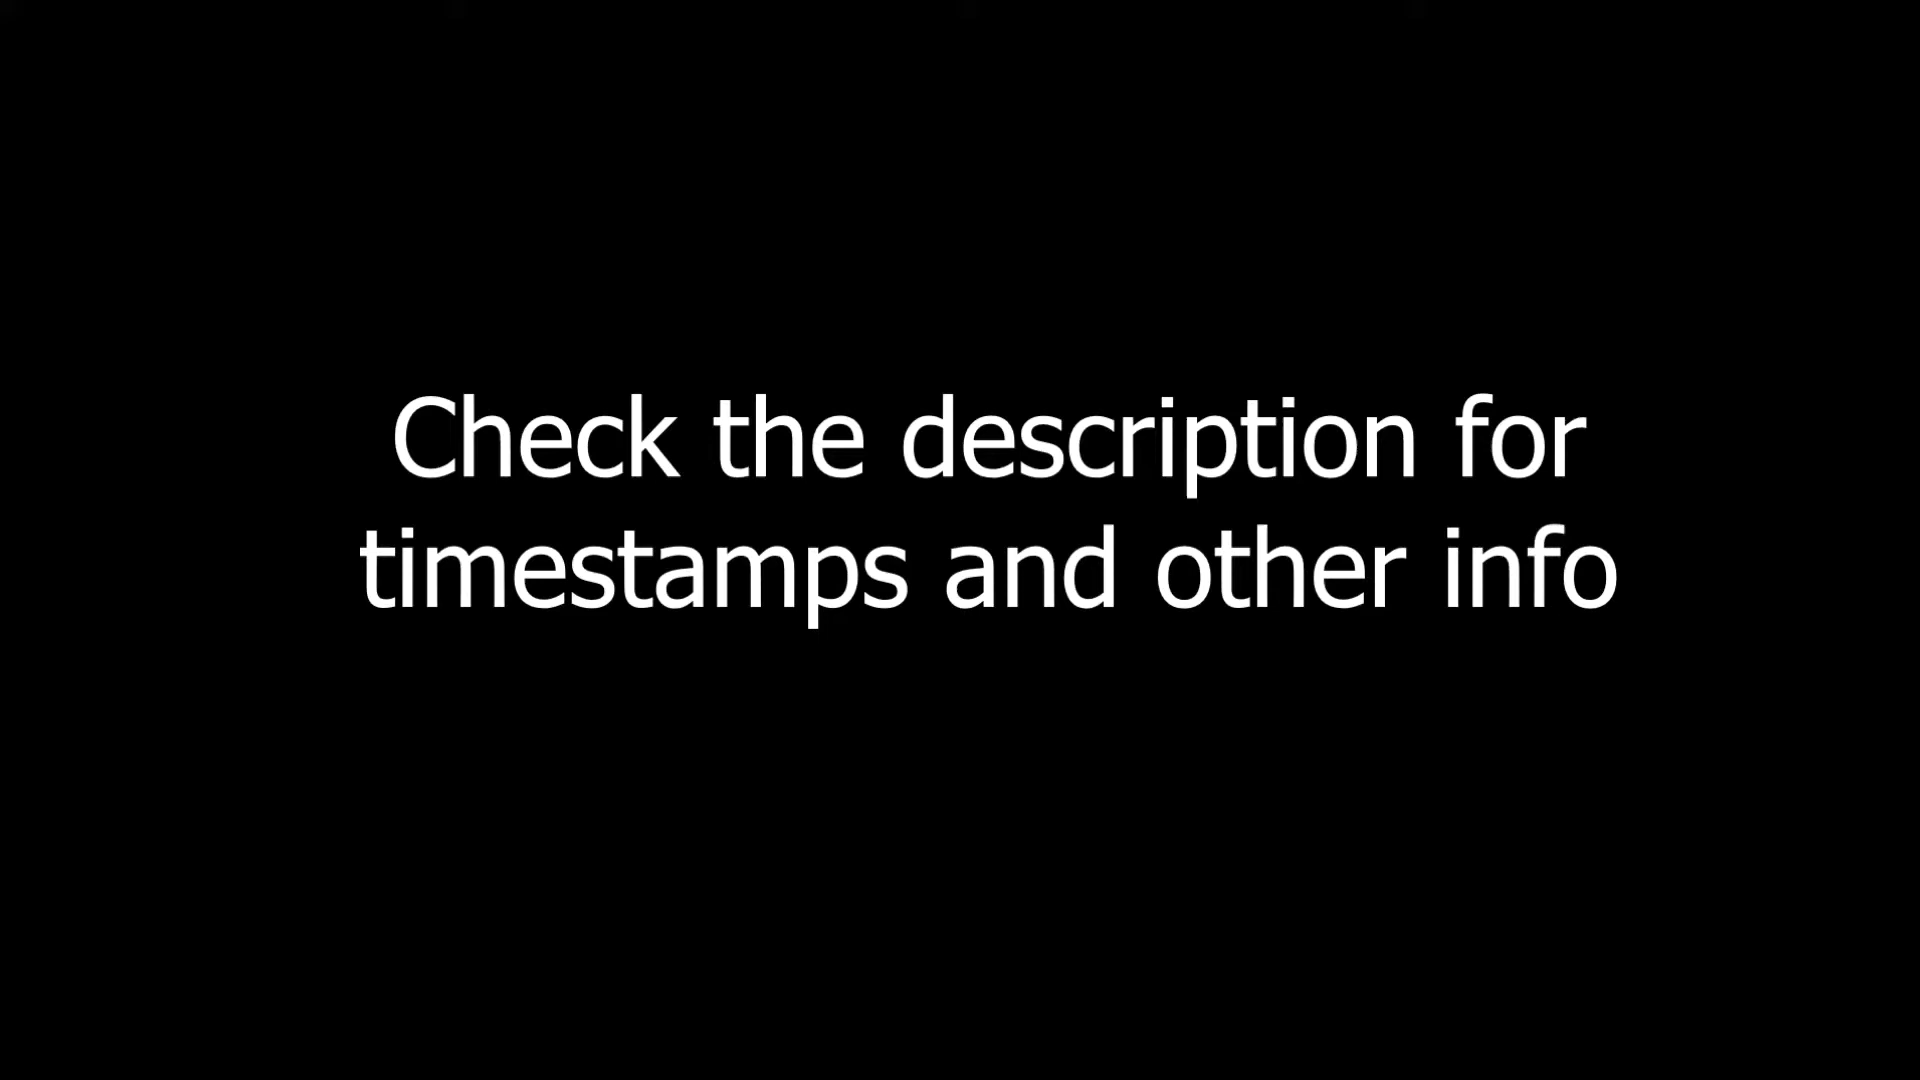 Check the description for
timestamps and other info